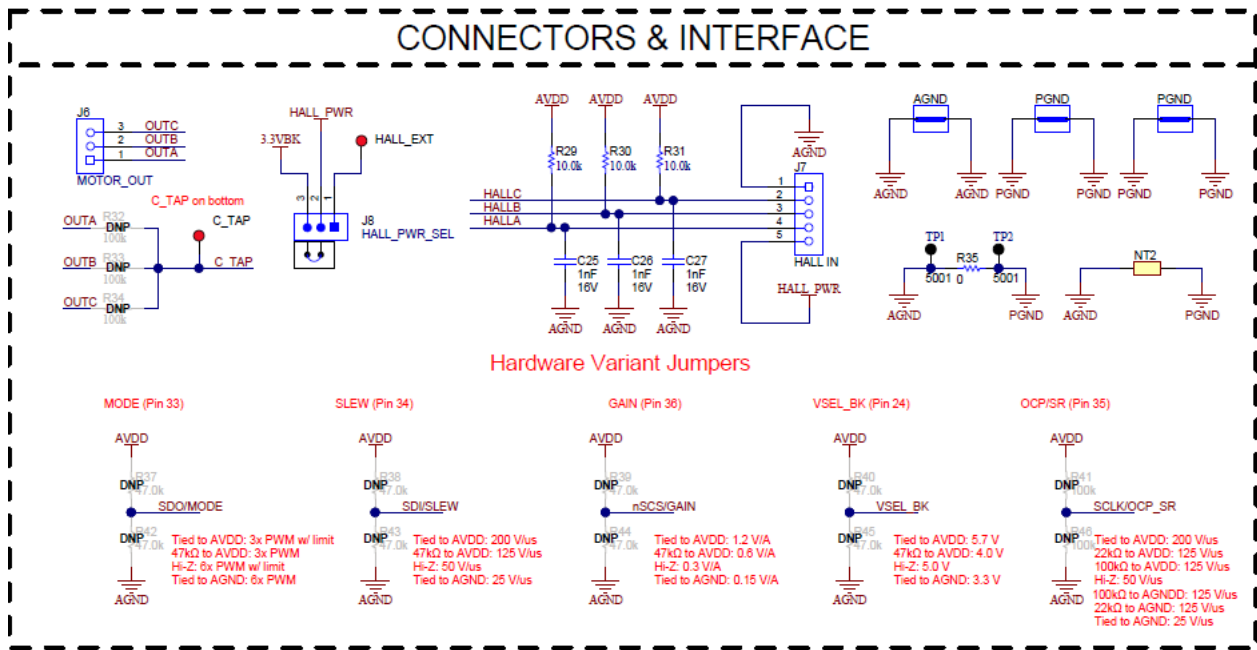 CONNECTORS & INTERFACE
J6
3 OUTC
2 OUTB
1 OUTA
MOTOR_OUT
C_TAP on bottom
OUTA R32 DNP 100k
C_TAP
OUTB R33 DNP 100k
C_TAP
OUTC R34 DNP 100k
HALL_PWR
3.3VBK
HALL_EXT
3 2 1
J8
HALL_PWR_SEL
AVDD AVDD AVDD
R29 10.0k
R30 10.0k
R31 10.0k
HALLC
HALLB
HALLA
C25 1nF 16V
C26 1nF 16V
C27 1nF 16V
AGND AGND AGND
AGND
J7
1
2
3
4
5
HALL IN
HALL_PWR
AGND
AGND AGND
PGND
PGND PGND
PGND
PGND PGND
TP1 R35 TP2
5001 0 5001
AGND PGND
NT2
AGND PGND
Hardware Variant Jumpers
MODE (Pin 33)
AVDD
R37
DNP
47.0k
SDO/MODE
R42
DNP
47.0k
AGND
Tied to AVDD: 3x PWM w/ limit
47kΩ to AVDD: 3x PWM
Hi-Z: 6x PWM w/ limit
Tied to AGND: 6x PWM
SLEW (Pin 34)
AVDD
R38
DNP
47.0k
SDI/SLEW
R43
DNP
47.0k
AGND
Tied to AVDD: 200 V/us
47kΩ to AVDD: 125 V/us
Hi-Z: 50 V/us
Tied to AGND: 25 V/us
GAIN (Pin 36)
AVDD
R39
DNP
47.0k
nSCS/GAIN
R44
DNP
47.0k
AGND
Tied to AVDD: 1.2 V/A
47kΩ to AVDD: 0.6 V/A
Hi-Z: 0.3 V/A
Tied to AGND: 0.15 V/A
VSEL_BK (Pin 24)
AVDD
R40
DNP
47.0k
VSEL_BK
R45
DNP
47.0k
AGND
Tied to AVDD: 5.7 V
47kΩ to AVDD: 4.0 V
Hi-Z: 5.0 V
Tied to AGND: 3.3 V
OCP/SR (Pin 35)
AVDD
R41
DNP
100k
SCLK/OCP_SR
R46
DNP
100k
AGND
Tied to AVDD: 200 V/us
22kΩ to AVDD: 125 V/us
100kΩ to AVDD: 125 V/us
Hi-Z: 50 V/us
100kΩ to AGNDD: 125 V/us
22kΩ to AGND: 125 V/us
Tied to AGND: 25 V/us